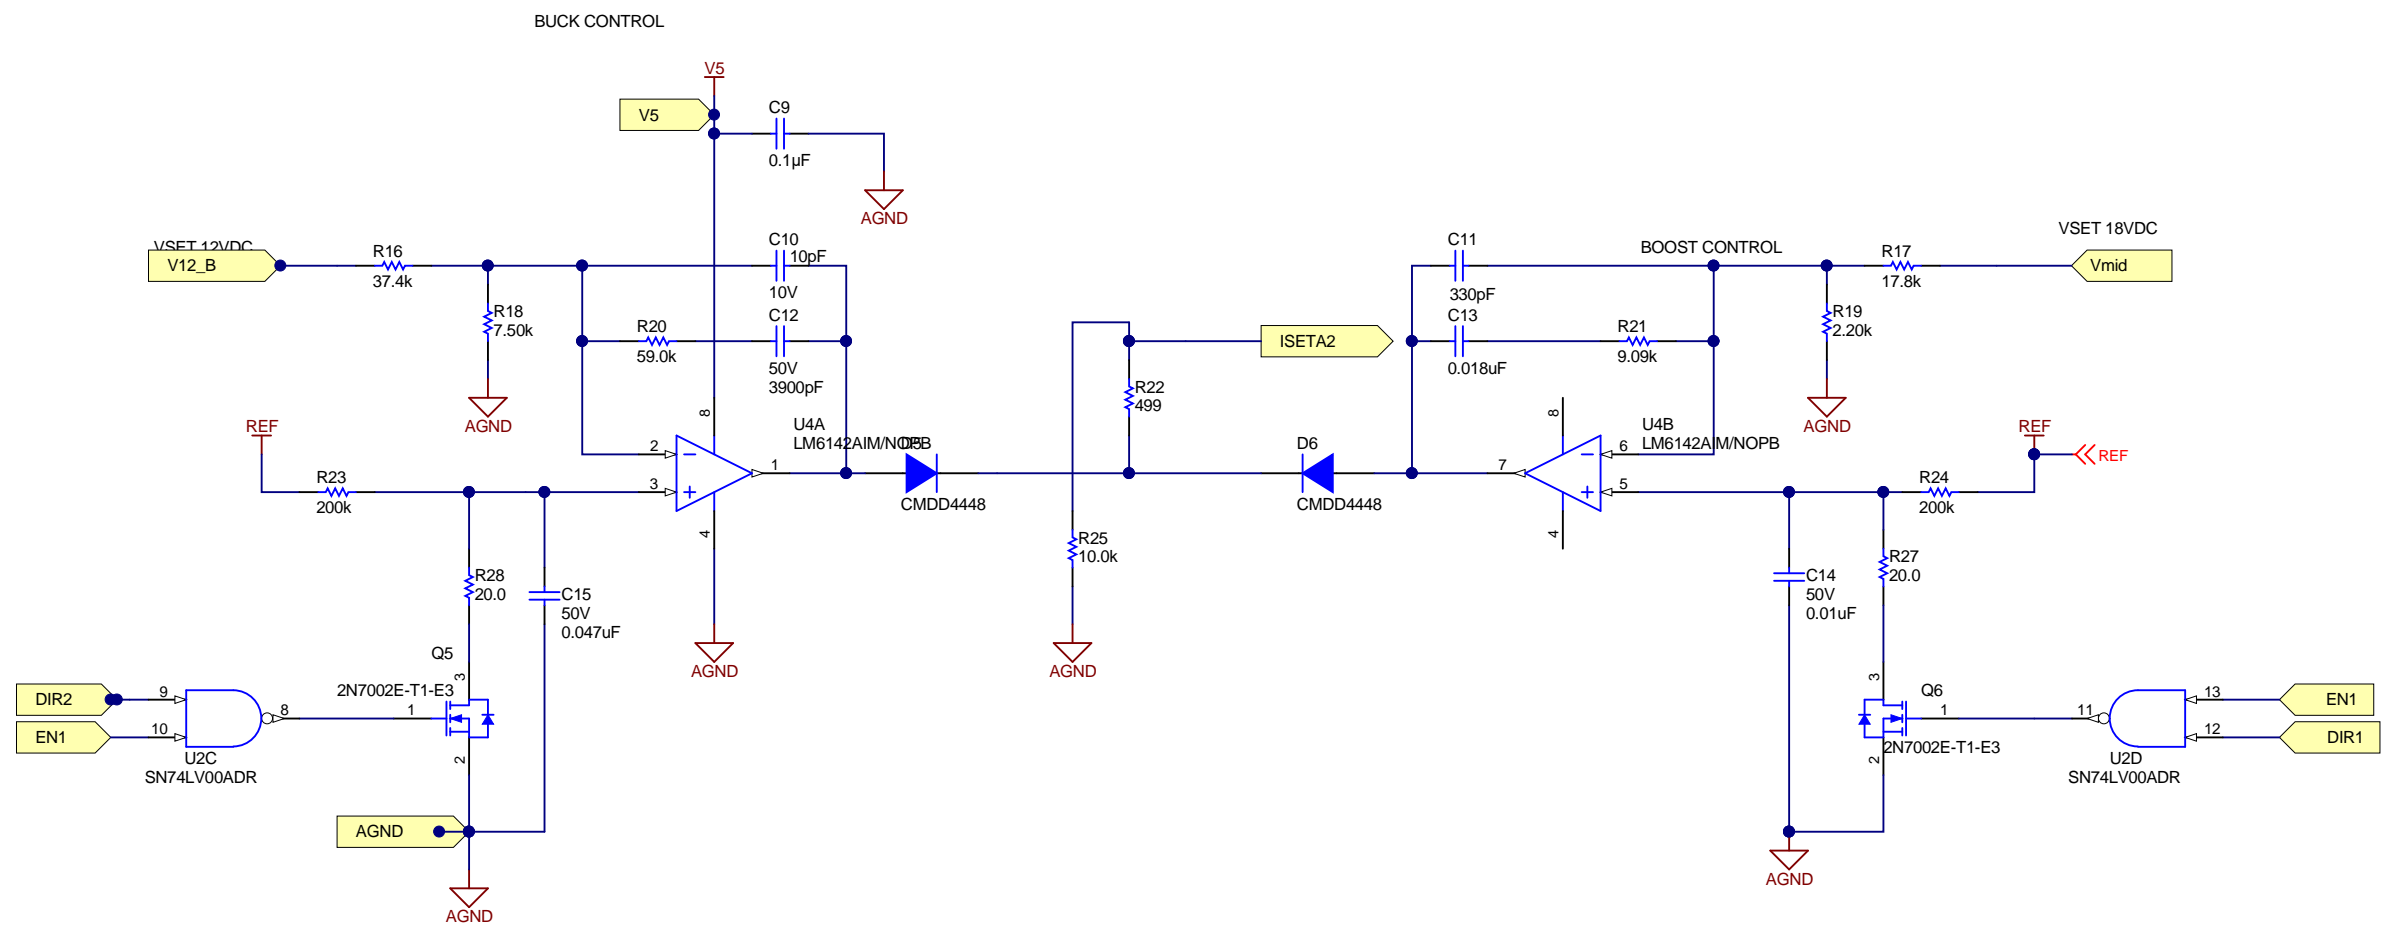 BUCK CONTROL
V5
V5
C9
0.1µF
AGND
VSET 12VDC
V12_B
R16
37.4k
C10
10pF
10V
R18
7.50k
R20
59.0k
C12
50V
3900pF
AGND
REF
R23
200k
8
U4A
LM6142AIM/NOPB
2
3
1
4
D5
CMDD4448
R28
20.0
C15
50V
0.047uF
AGND
Q5
2N7002E-T1-E3
3
1
2
DIR2
EN1
9
10
8
U2C
SN74LV00ADR
AGND
AGND
R22
499
ISETA2
R25
10.0k
AGND
D6
CMDD4448
C11
330pF
C13
0.018uF
R21
9.09k
BOOST CONTROL
VSET 18VDC
R17
17.8k
Vmid
R19
2.20k
AGND
8
U4B
LM6142AIM/NOPB
7
6
5
4
REF
REF
R24
200k
C14
50V
0.01uF
R27
20.0
3
Q6
1
2N7002E-T1-E3
2
11
13
12
EN1
DIR1
U2D
SN74LV00ADR
AGND